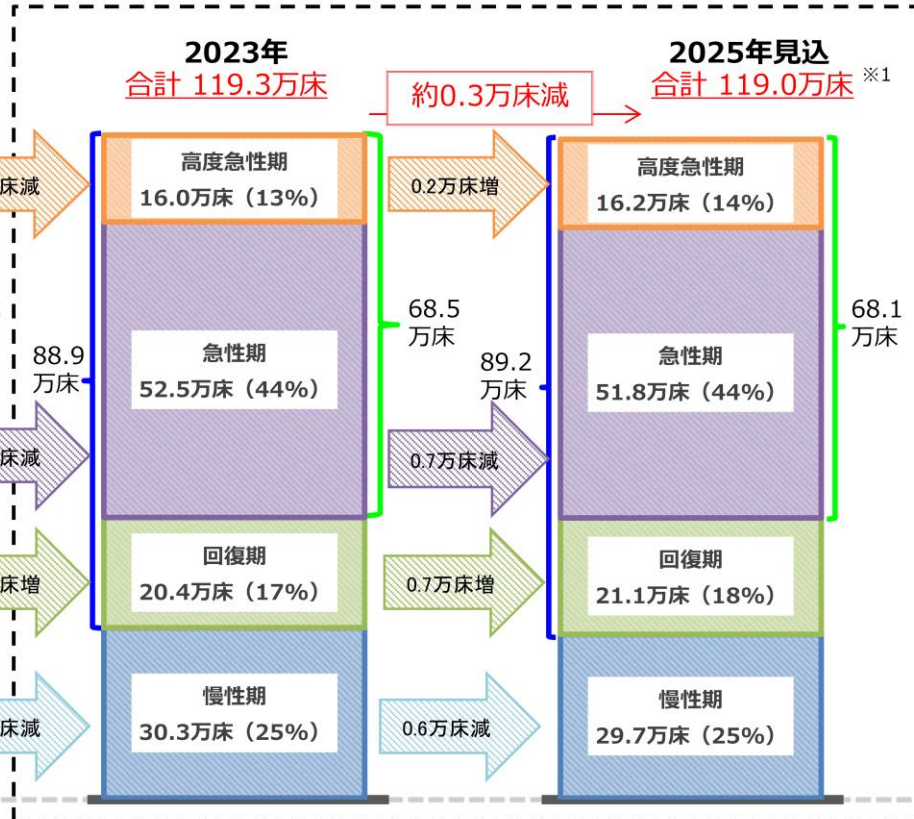 2023年
合計 119.3万床
約0.3万床減
2025年見込
合計 119.0万床 ※1
床減
高度急性期
16.0万床（13%）
0.2万床増
高度急性期
16.2万床（14%）
88.9
万床
急性期
52.5万床（44%）
68.5
万床
89.2
万床
急性期
51.8万床（44%）
68.1
万床
床減
0.7万床減
床増
回復期
20.4万床（17%）
0.7万床増
回復期
21.1万床（18%）
床減
慢性期
30.3万床（25%）
0.6万床減
慢性期
29.7万床（25%）